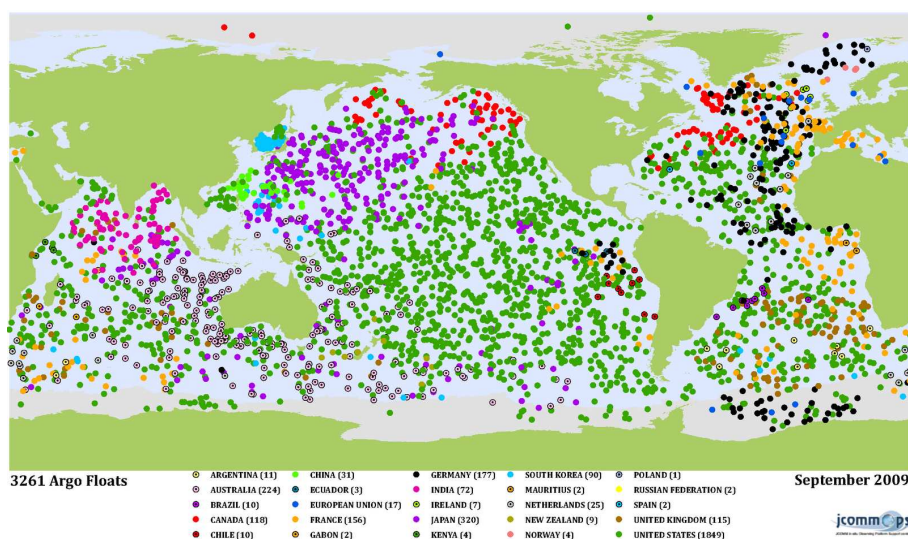 3261 Argo Floats
September 2009
ARGENTINA (11)
CHINA (31)
GERMANY (177)
SOUTH KOREA (90)
POLAND (1)
AUSTRALIA (224)
ECUADOR (3)
INDIA (72)
MAURITIUS (2)
RUSSIAN FEDERATION (2)
BRAZIL (10)
EUROPEAN UNION (17)
IRELAND (7)
NETHERLANDS (25)
SPAIN (2)
CANADA (118)
FRANCE (156)
JAPAN (320)
NEW ZEALAND (9)
UNITED KINGDOM (115)
CHILE (10)
GABON (2)
KENYA (4)
NORWAY (4)
UNITED STATES (1849)
jcommops